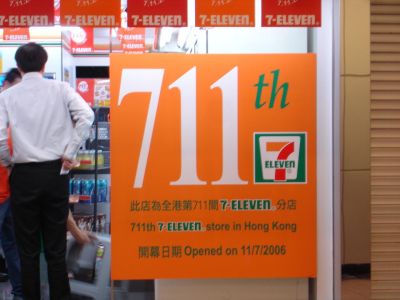 7-ELEVEN. 7-ELEVEN. 7-ELEVEN. 7-ELEVEN.
7-ELEVEN
711th
7
ELEVEN
此店為全港第711間 7-ELEVEN. 分店
711th 7-ELEVEN. store in Hong Kong
開幕日期 Opened on 11/7/2006